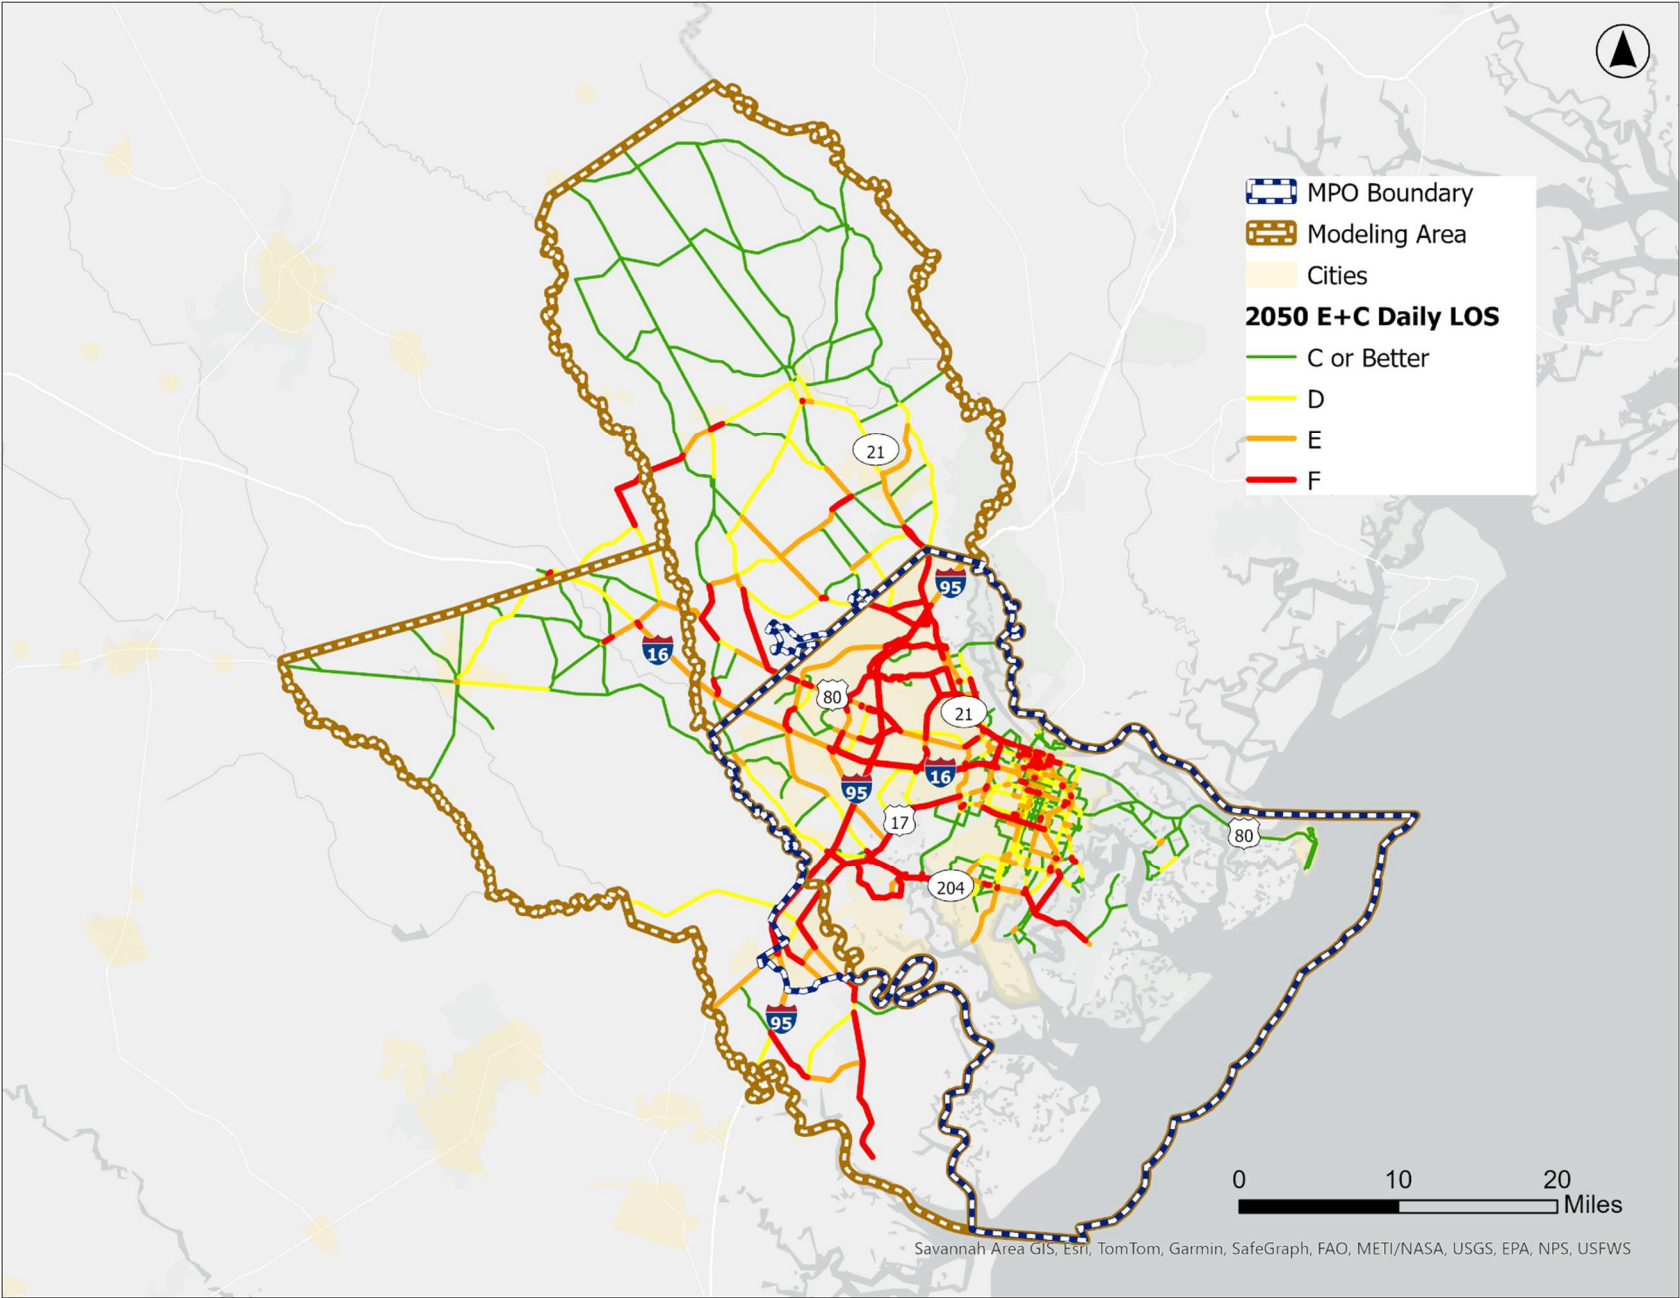 MPO Boundary
Modeling Area
Cities
2050 E+C Daily LOS
C or Better
D
E
F
21
95
16
80
21
16
95
17
80
204
95
0 10 20
Miles
Savannah Area GIS, Esri, TomTom, Garmin, SafeGraph, FAO, METI/NASA, USGS, EPA, NPS, USFWS